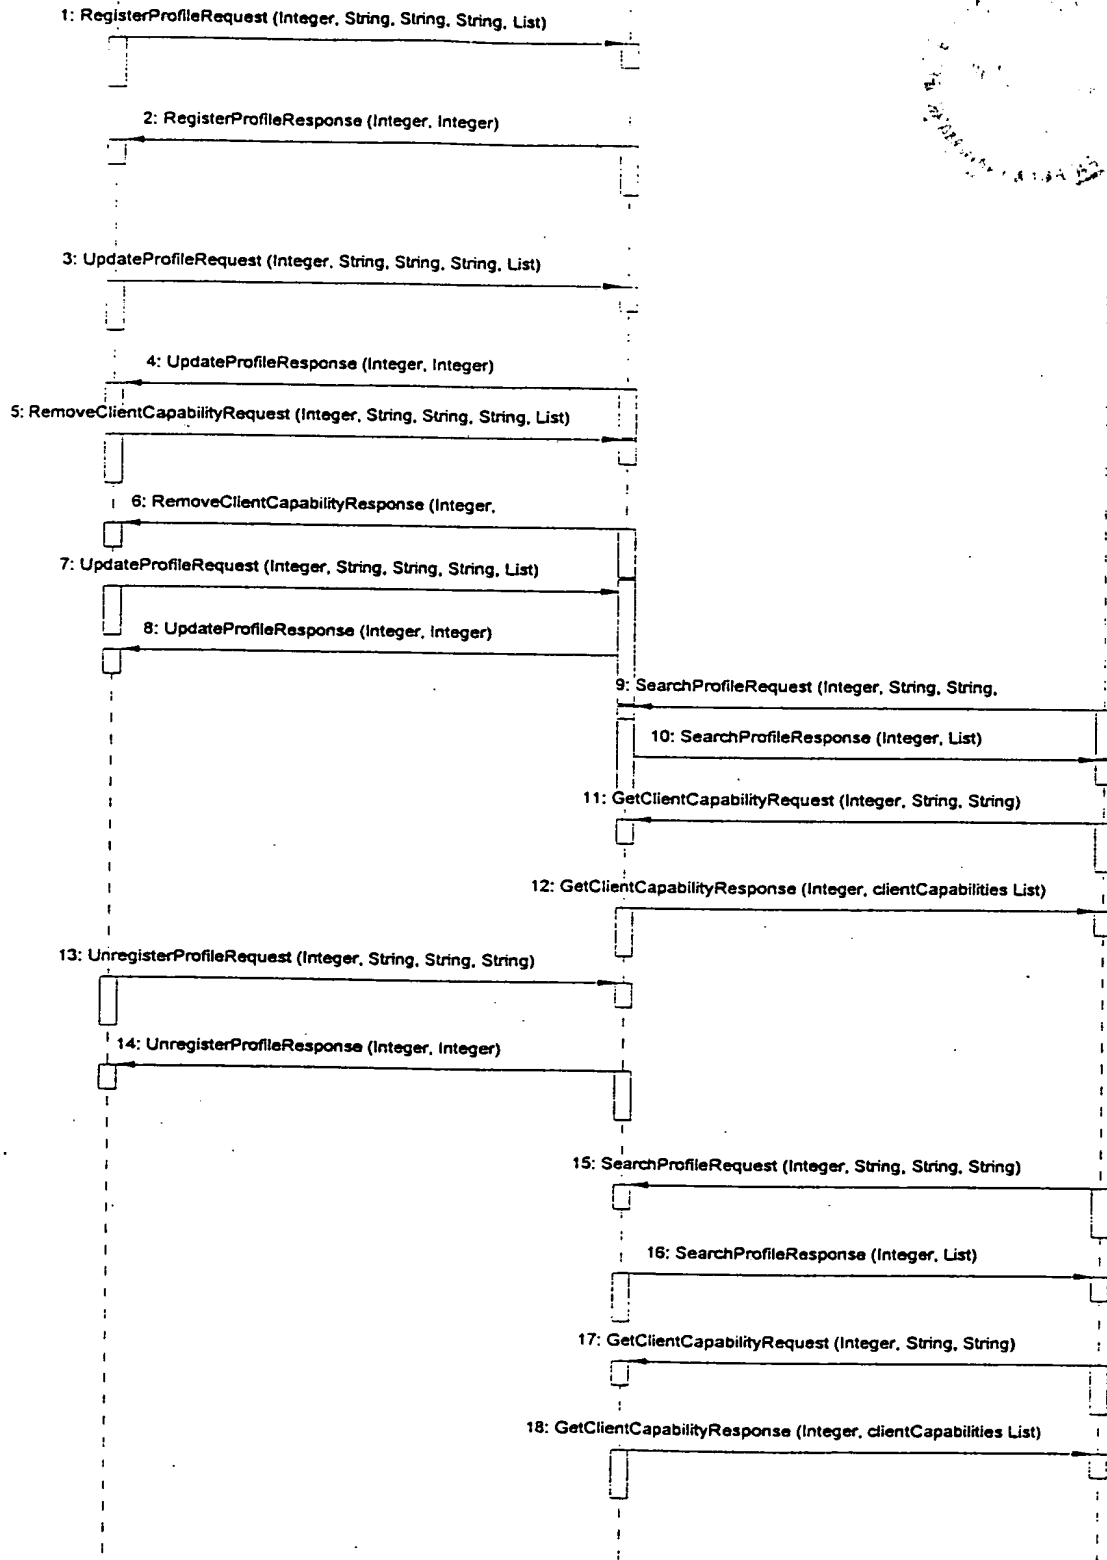 1: RegisterProfileRequest (Integer, String, String, String, List)
2: RegisterProfileResponse (Integer, Integer)
3: UpdateProfileRequest (Integer, String, String, String, List)
4: UpdateProfileResponse (Integer, Integer)
5: RemoveClientCapabilityRequest (Integer, String, String, String, List)
6: RemoveClientCapabilityResponse (Integer,
7: UpdateProfileRequest (Integer, String, String, String, List)
8: UpdateProfileResponse (Integer, Integer)
9: SearchProfileRequest (Integer, String, String,
10: SearchProfileResponse (Integer, List)
11: GetClientCapabilityRequest (Integer, String, String)
12: GetClientCapabilityResponse (Integer, clientCapabilities List)
13: UnregisterProfileRequest (Integer, String, String, String)
14: UnregisterProfileResponse (Integer, Integer)
15: SearchProfileRequest (Integer, String, String, String)
16: SearchProfileResponse (Integer, List)
17: GetClientCapabilityRequest (Integer, String, String)
18: GetClientCapabilityResponse (Integer, clientCapabilities List)